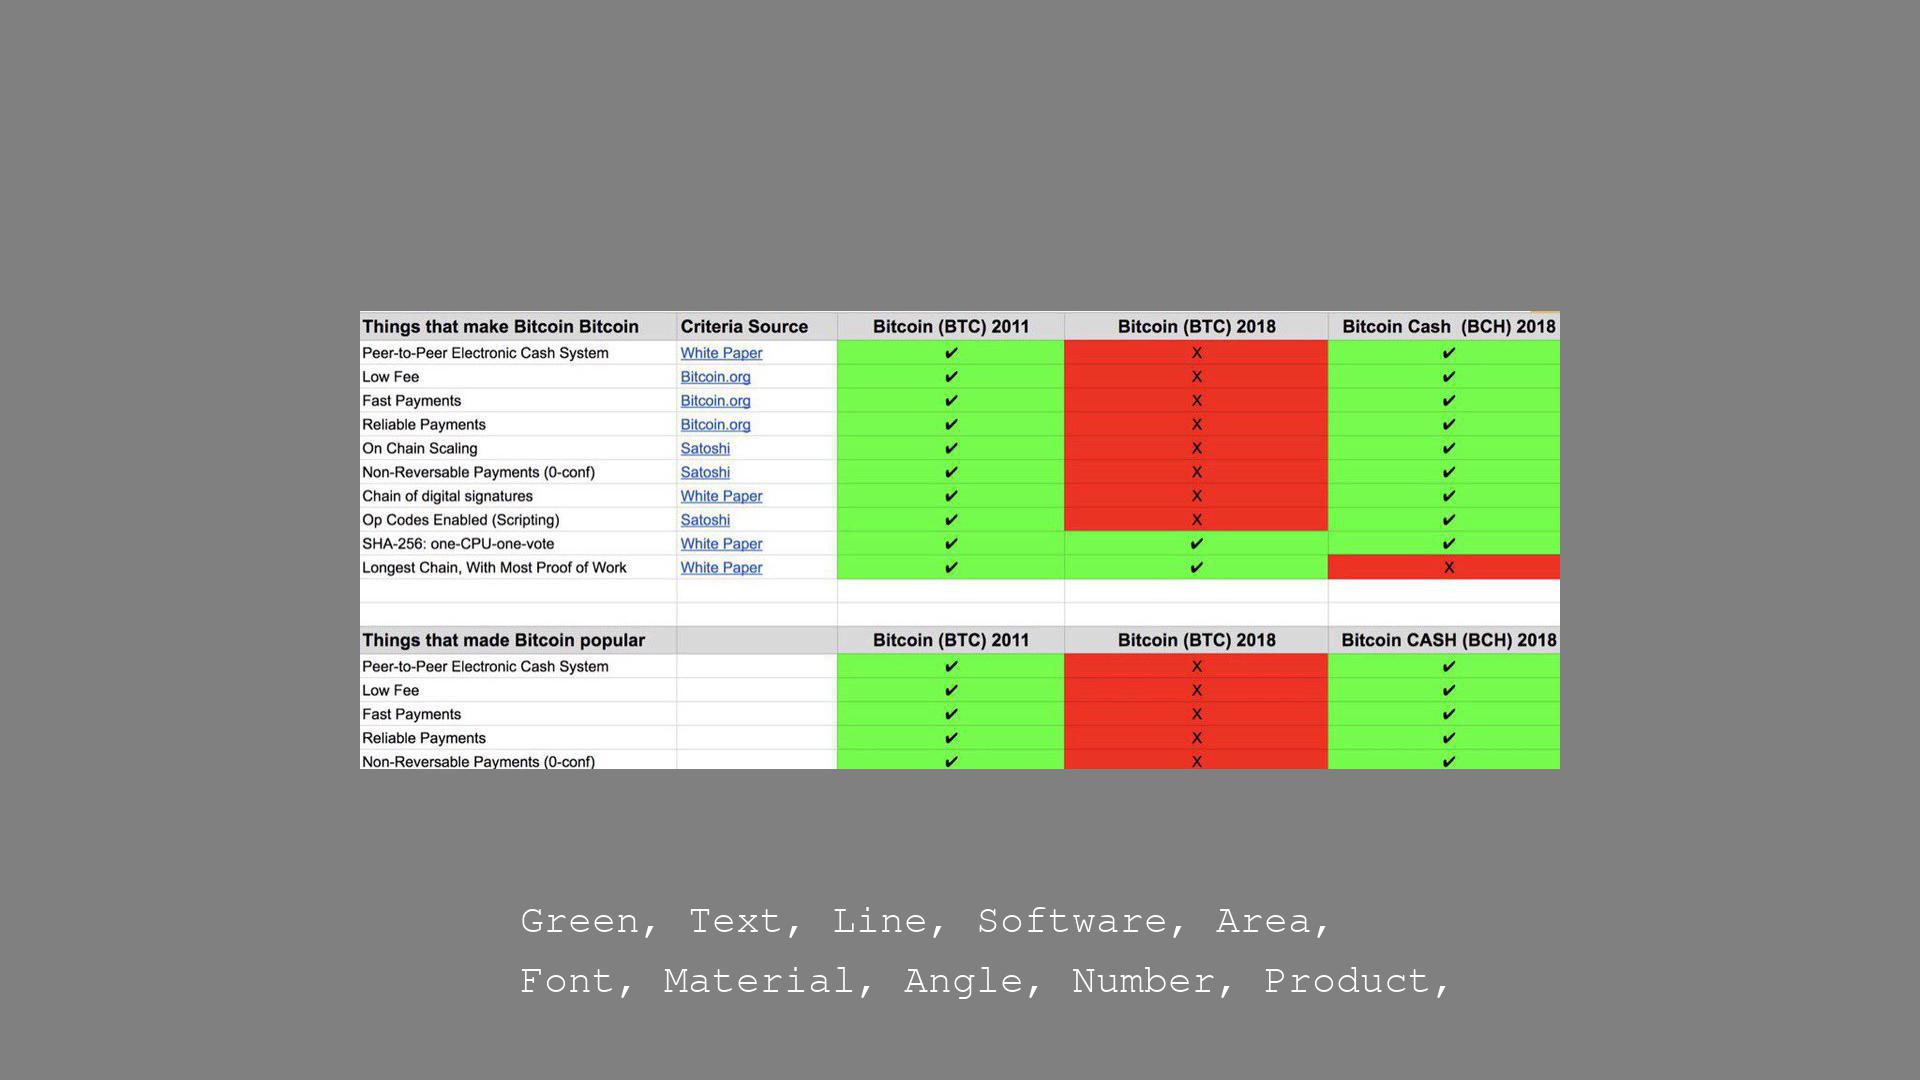 Things that make Bitcoin Bitcoin Criteria Source Bitcoin (BTC) 2011 Bitcoin (BTC) 2018 Bitcoin Cash (BCH) 2018
Peer-to-Peer Electronic Cash System White Paper ✔ X ✔
Low Fee Bitcoin.org ✔ X ✔
Fast Payments Bitcoin.org ✔ X ✔
Reliable Payments Bitcoin.org ✔ X ✔
On Chain Scaling Satoshi ✔ X ✔
Non-Reversable Payments (0-conf) Satoshi ✔ X ✔
Chain of digital signatures White Paper ✔ X ✔
Op Codes Enabled (Scripting) Satoshi ✔ X ✔
SHA-256: one-CPU-one-vote White Paper ✔ ✔ ✔
Longest Chain, With Most Proof of Work White Paper ✔ ✔ X
Things that made Bitcoin popular Bitcoin (BTC) 2011 Bitcoin (BTC) 2018 Bitcoin CASH (BCH) 2018
Peer-to-Peer Electronic Cash System ✔ X ✔
Low Fee ✔ X ✔
Fast Payments ✔ X ✔
Reliable Payments ✔ X ✔
Non-Reversable Payments (0-conf) ✔ X ✔
Green, Text, Line, Software, Area,
Font, Material, Angle, Number, Product,